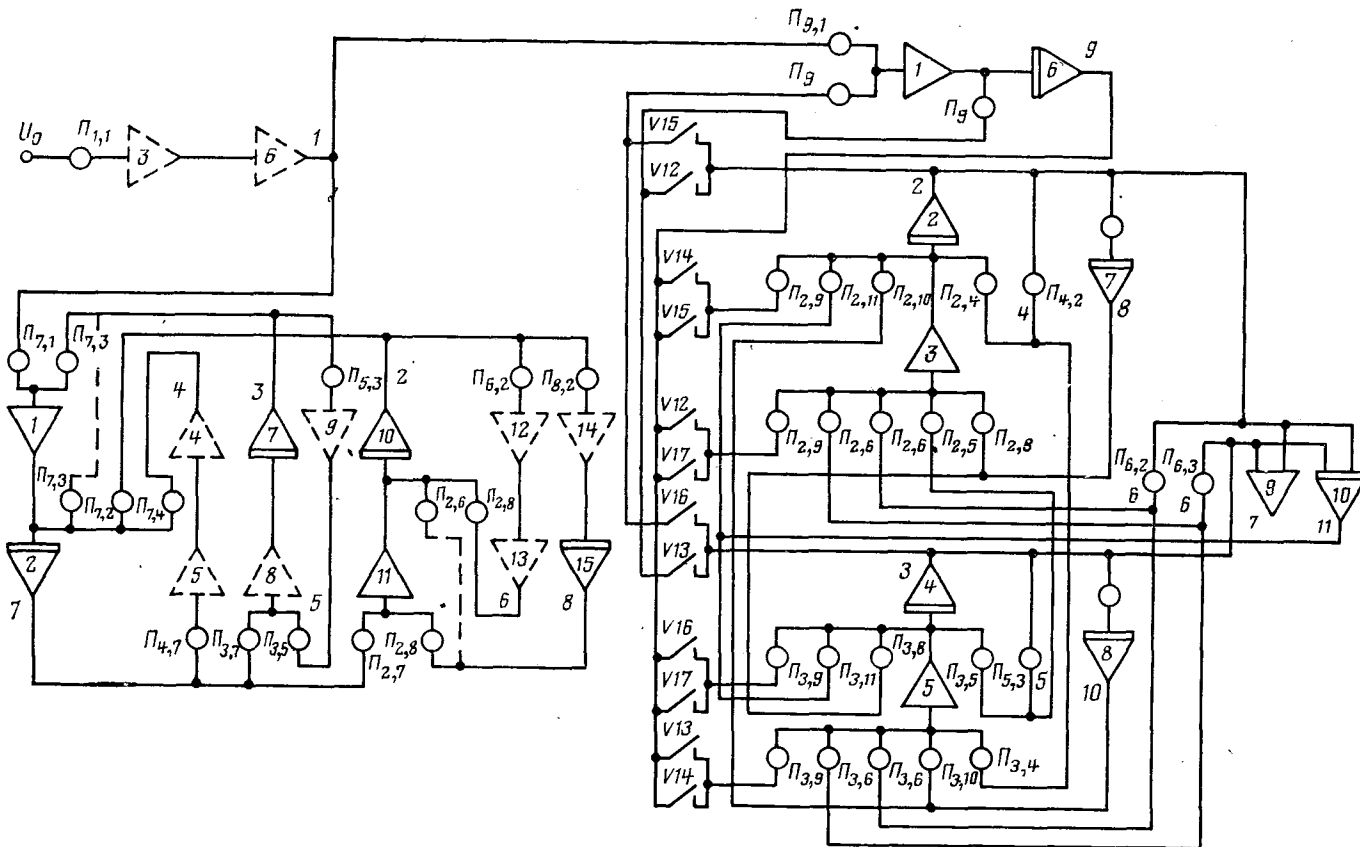 П9,1
9
П9
1
6
П9
U0
П1,1
3
6
1
V15
V12
2
2
V14
V15
П2,9
П2,11
П2,10
П2,4
4
П4,2
7
8
3
V12
V17
П2,9
П2,6
П2,6
П2,5
П2,8
V16
V13
П6,2
6
П6,3
6
9
7
10
11
3
4
V16
V17
П3,9
П3,11
П3,8
5
П3,5
П5,3
5
8
10
V13
V14
П3,9
П3,6
П3,6
П3,10
П3,4
П7,1
П7,3
4
3
П5,3
2
П6,2
П8,2
1
4
7
9
10
12
14
П7,3
П7,2
П7,4
П2,6
П2,8
2
5
8
11
13
15
7
5
6
8
П4,7
П3,7
П3,5
П2,7
П2,8